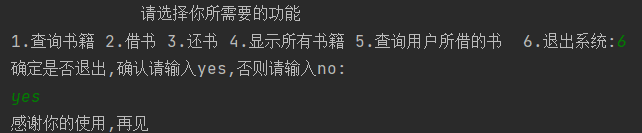 请选择你所需要的功能
1.查询书籍 2.借书 3.还书 4.显示所有书籍 5.查询用户所借的书  6.退出系统:6
确定是否退出,确认请输入yes,否则请输入no:
yes
感谢你的使用,再见